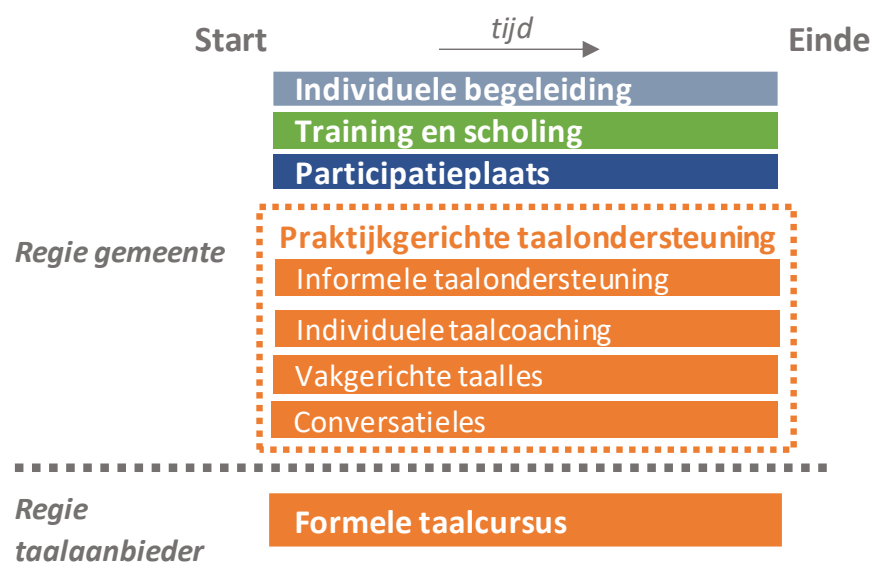 Start tijd Einde
Individuele begeleiding
Training en scholing
Participatieplaats
Regie gemeente
Praktijkgerichte taalondersteuning
Informele taalondersteuning
Individuele taalcoaching
Vakgerichte taalles
Conversatieles
Regie
taalaanbieder
Formele taalcursus